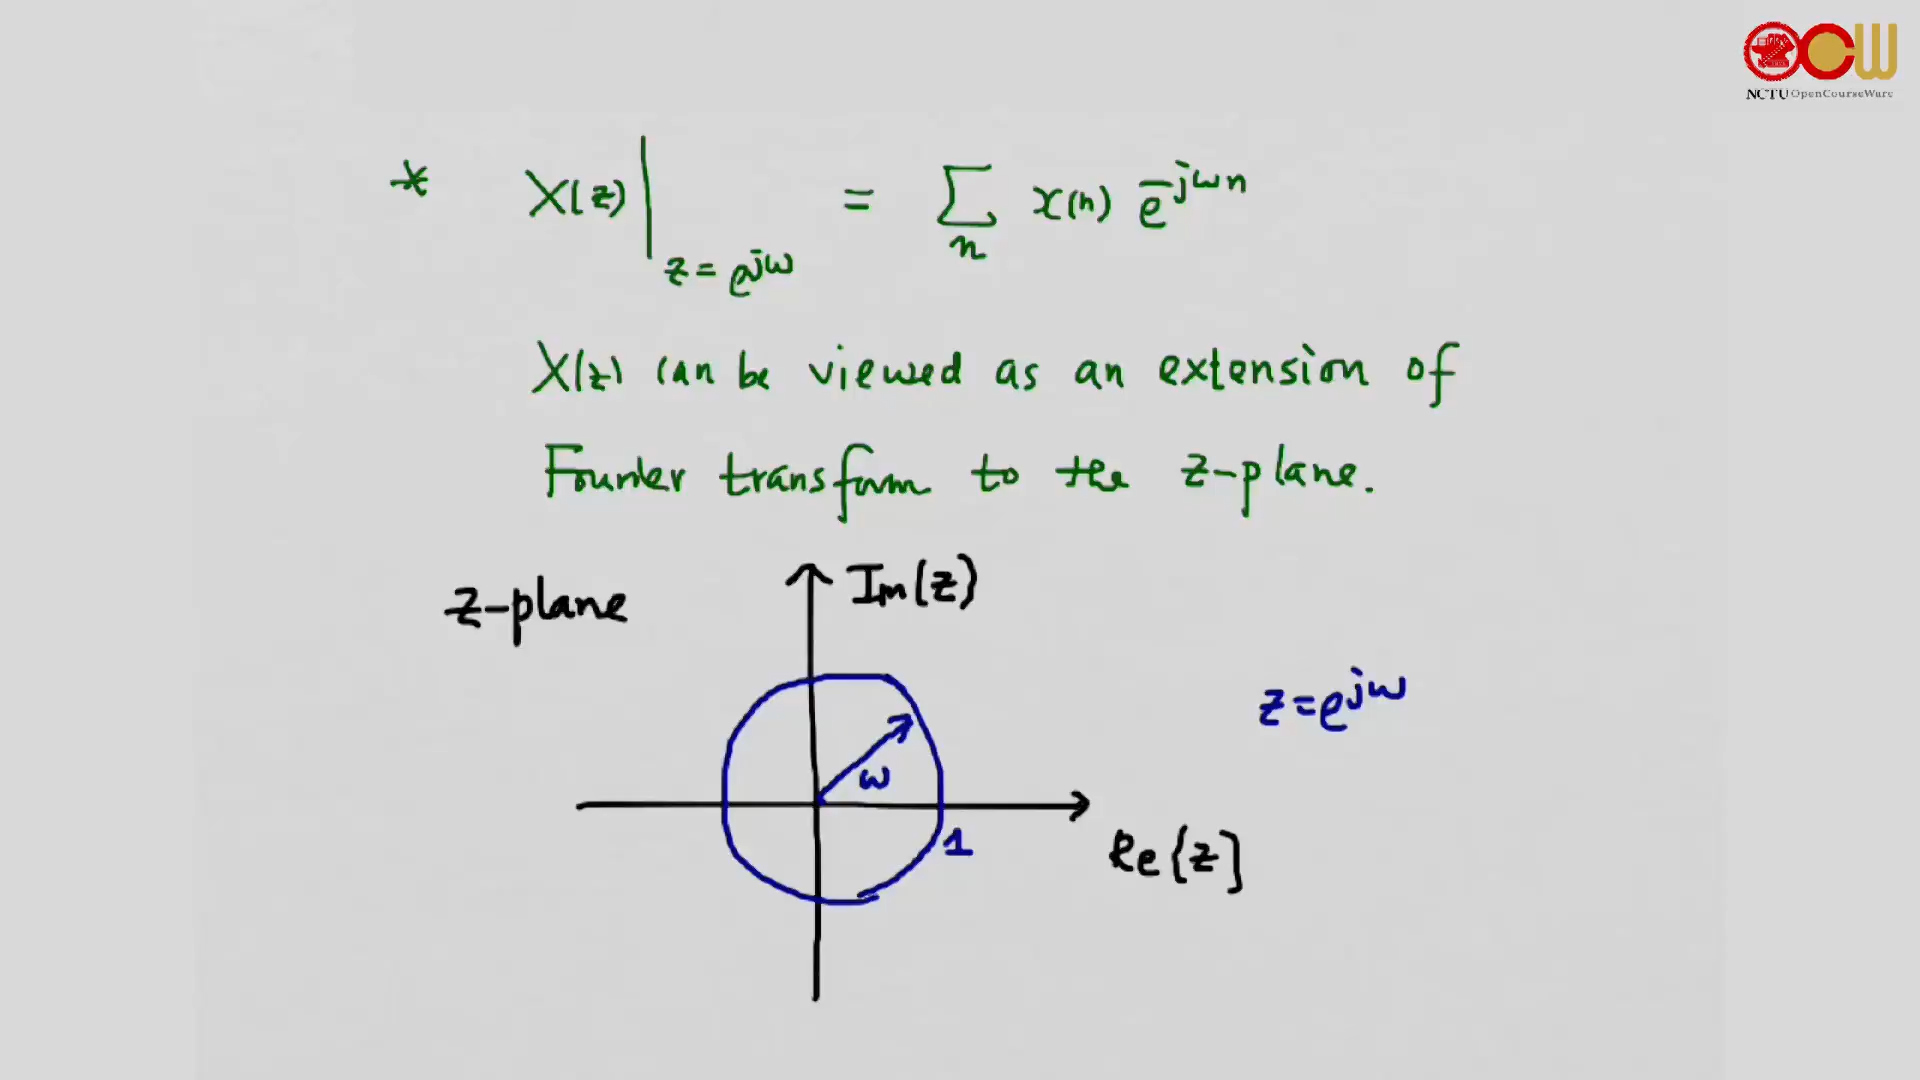 NCTU OpenCourseWare
* X(z)|z=e^jω = Σn x(n) e^-jωn
X(z) can be viewed as an extension of
Fourier transform to the z-plane.
z-plane
Im{z}
z=e^jω
ω
1
Re{z}